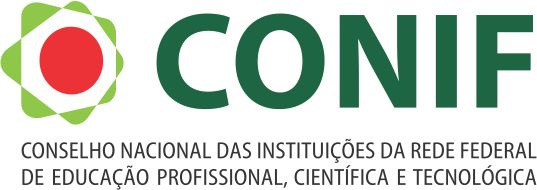 CONIF
CONSELHO NACIONAL DAS INSTITUIÇÕES DA REDE FEDERAL
DE EDUCAÇÃO PROFISSIONAL, CIENTÍFICA E TECNOLÓGICA